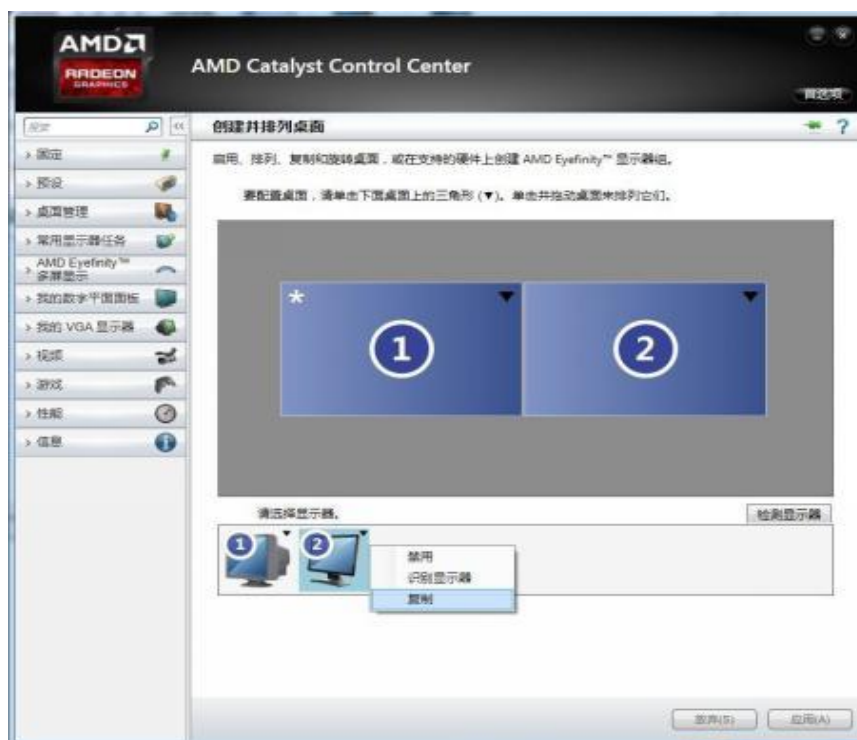 AMD
RADEON
GRAPHICS
AMD Catalyst Control Center
首选项
搜索
创建并排列桌面
?
启用、排列、复制和旋转桌面，或在支持的硬件上创建 AMD Eyefinity™ 显示器组。
要配置桌面，请单击下面桌面上的三角形 (▼)。单击并拖动桌面来排列它们。
固定
预设
桌面管理
常用显示器任务
AMD Eyefinity™
多屏显示
我的数字平面面板
我的 VGA 显示器
视频
游戏
性能
信息
*
1
2
请选择显示器。
检测显示器
1
2
禁用
识别显示器
复制
放弃(S)
应用(A)